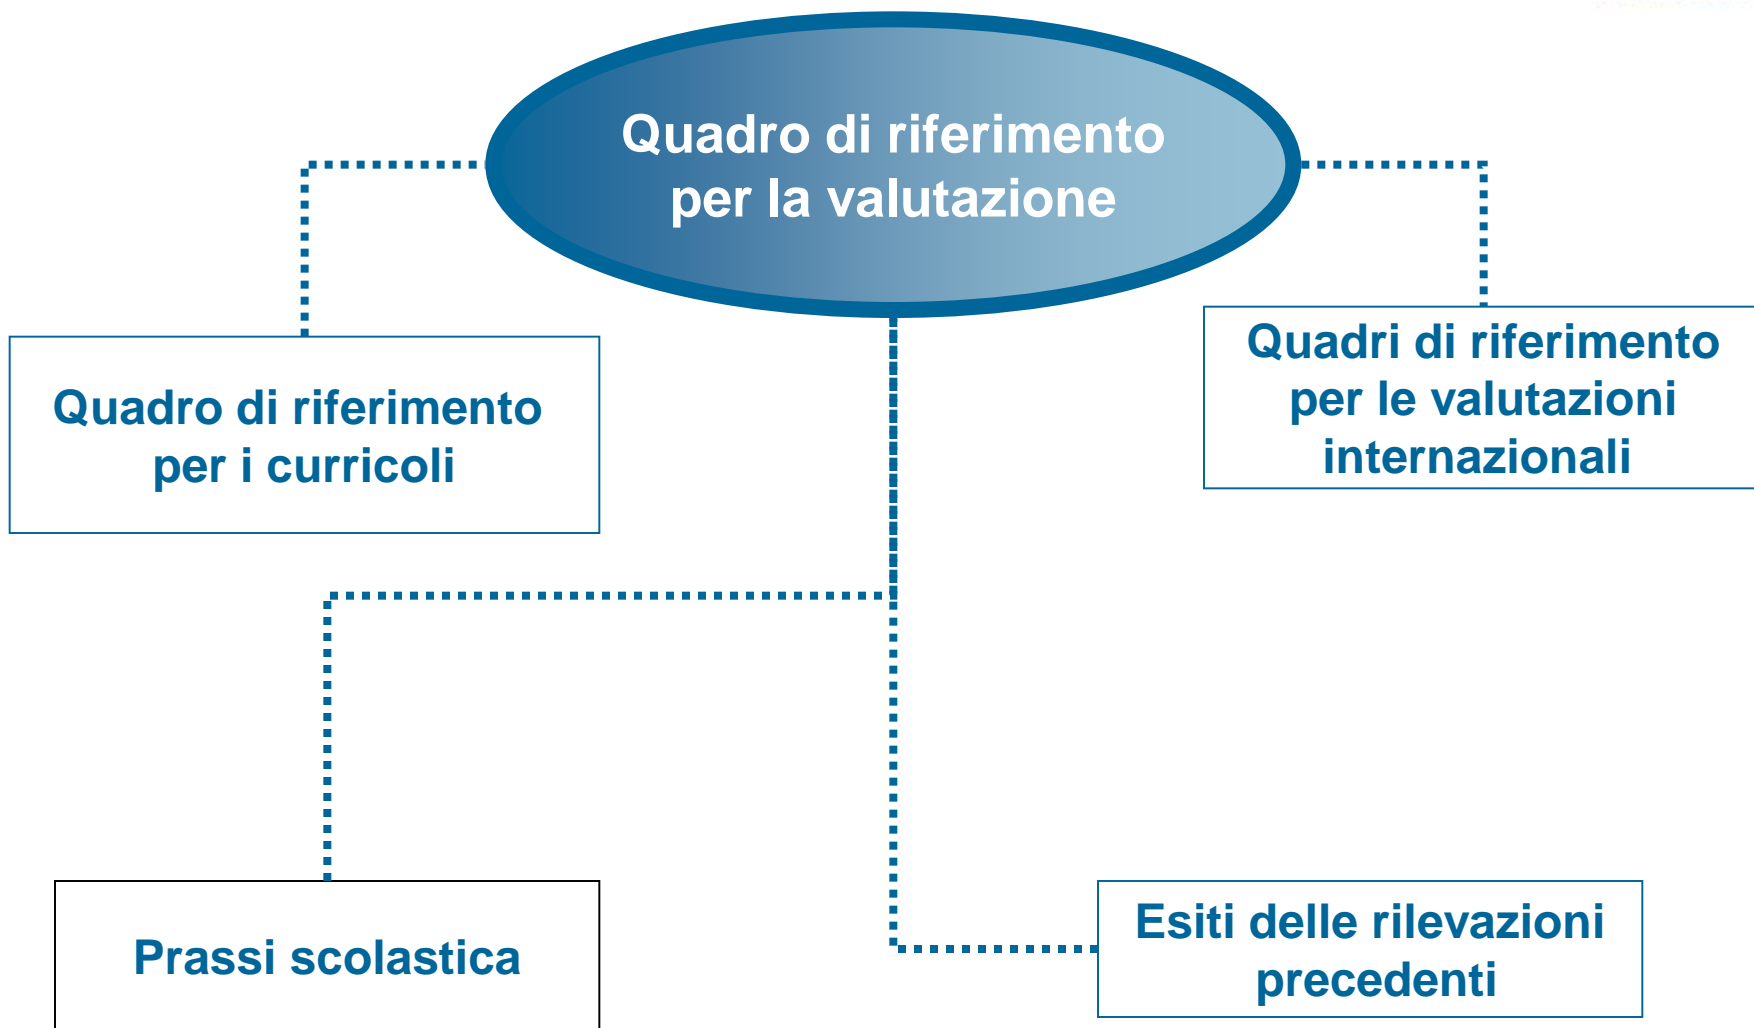 Quadro di riferimento
per la valutazione
Quadro di riferimento
per i curricoli
Quadri di riferimento
per le valutazioni
internazionali
Prassi scolastica
Esiti delle rilevazioni
precedenti